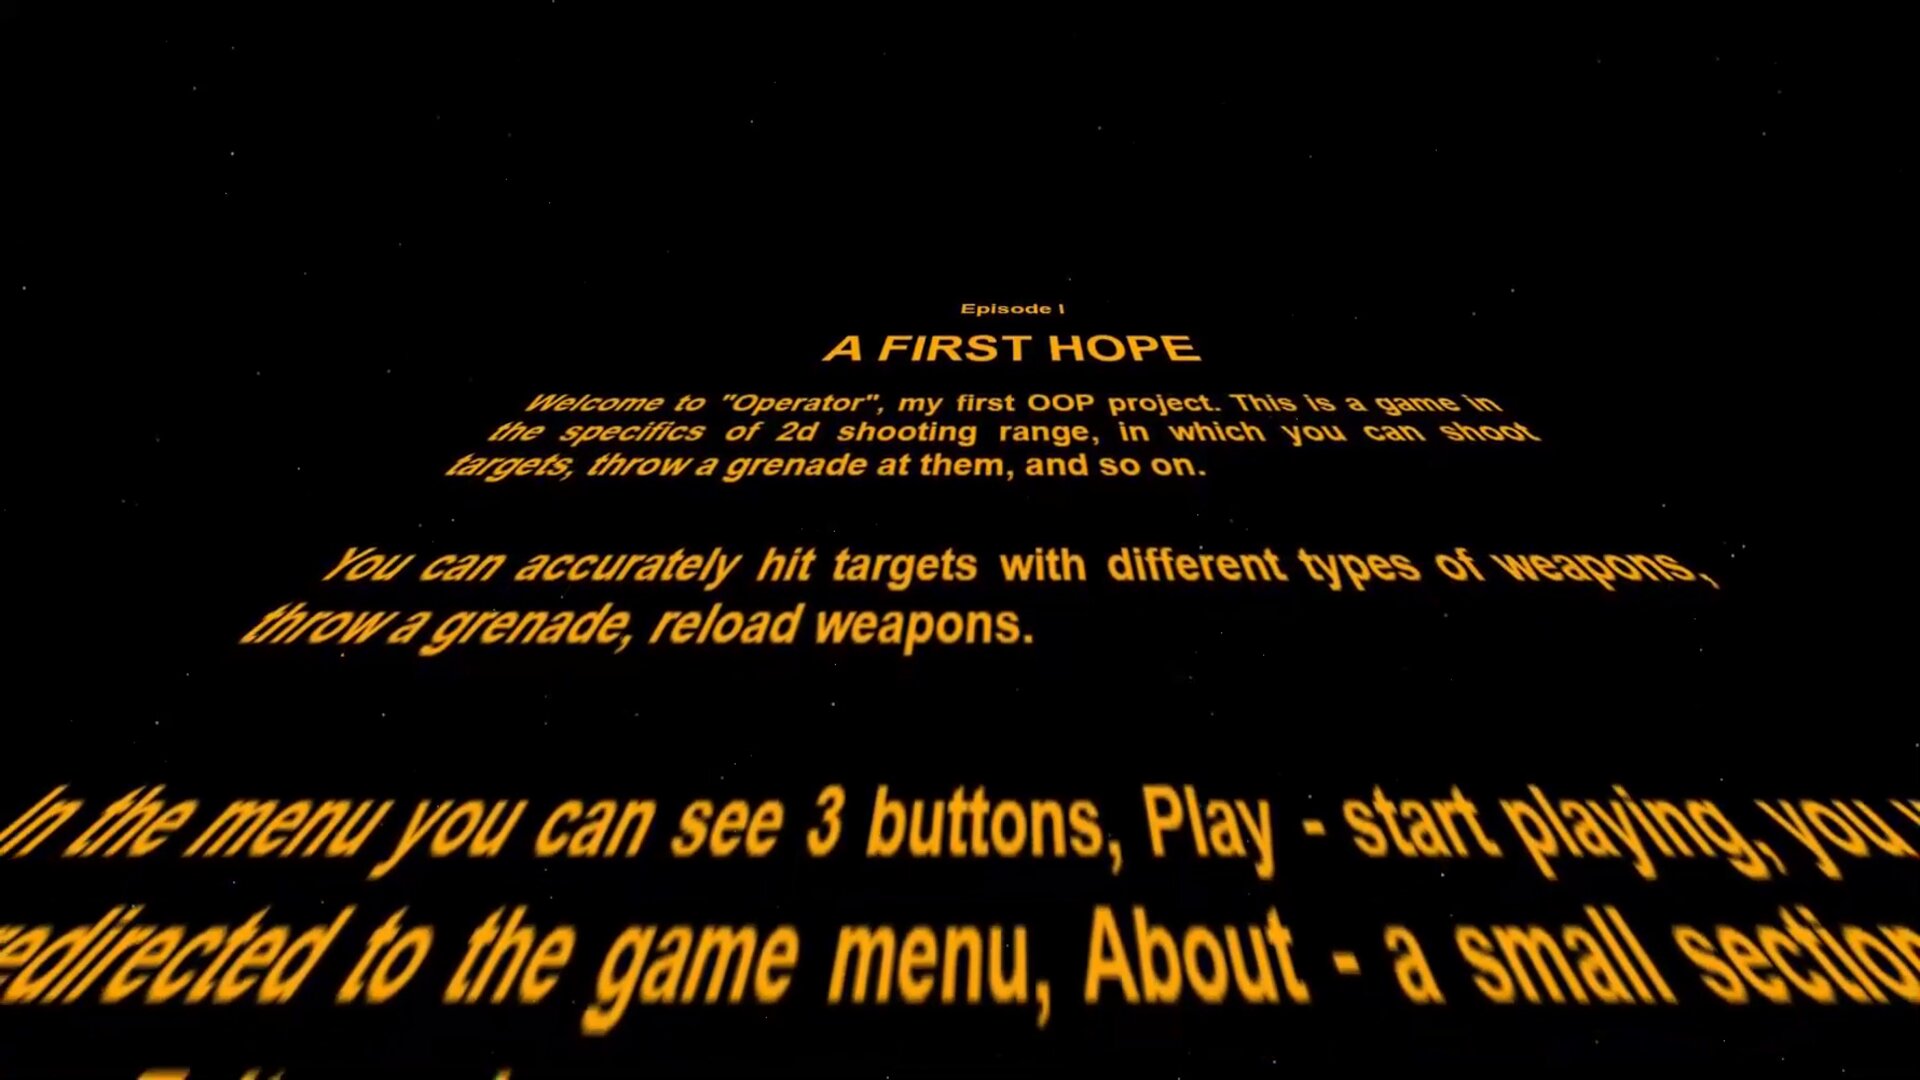 Episode I
A FIRST HOPE
Welcome to "Operator", my first OOP project. This is a game in
the specifics of 2d shooting range, in which you can shoot
targets, throw a grenade at them, and so on.
You can accurately hit targets with different types of weapons,
throw a grenade, reload weapons.
In the menu you can see 3 buttons, Play - start playing, you
redirected to the game menu, About - a small section